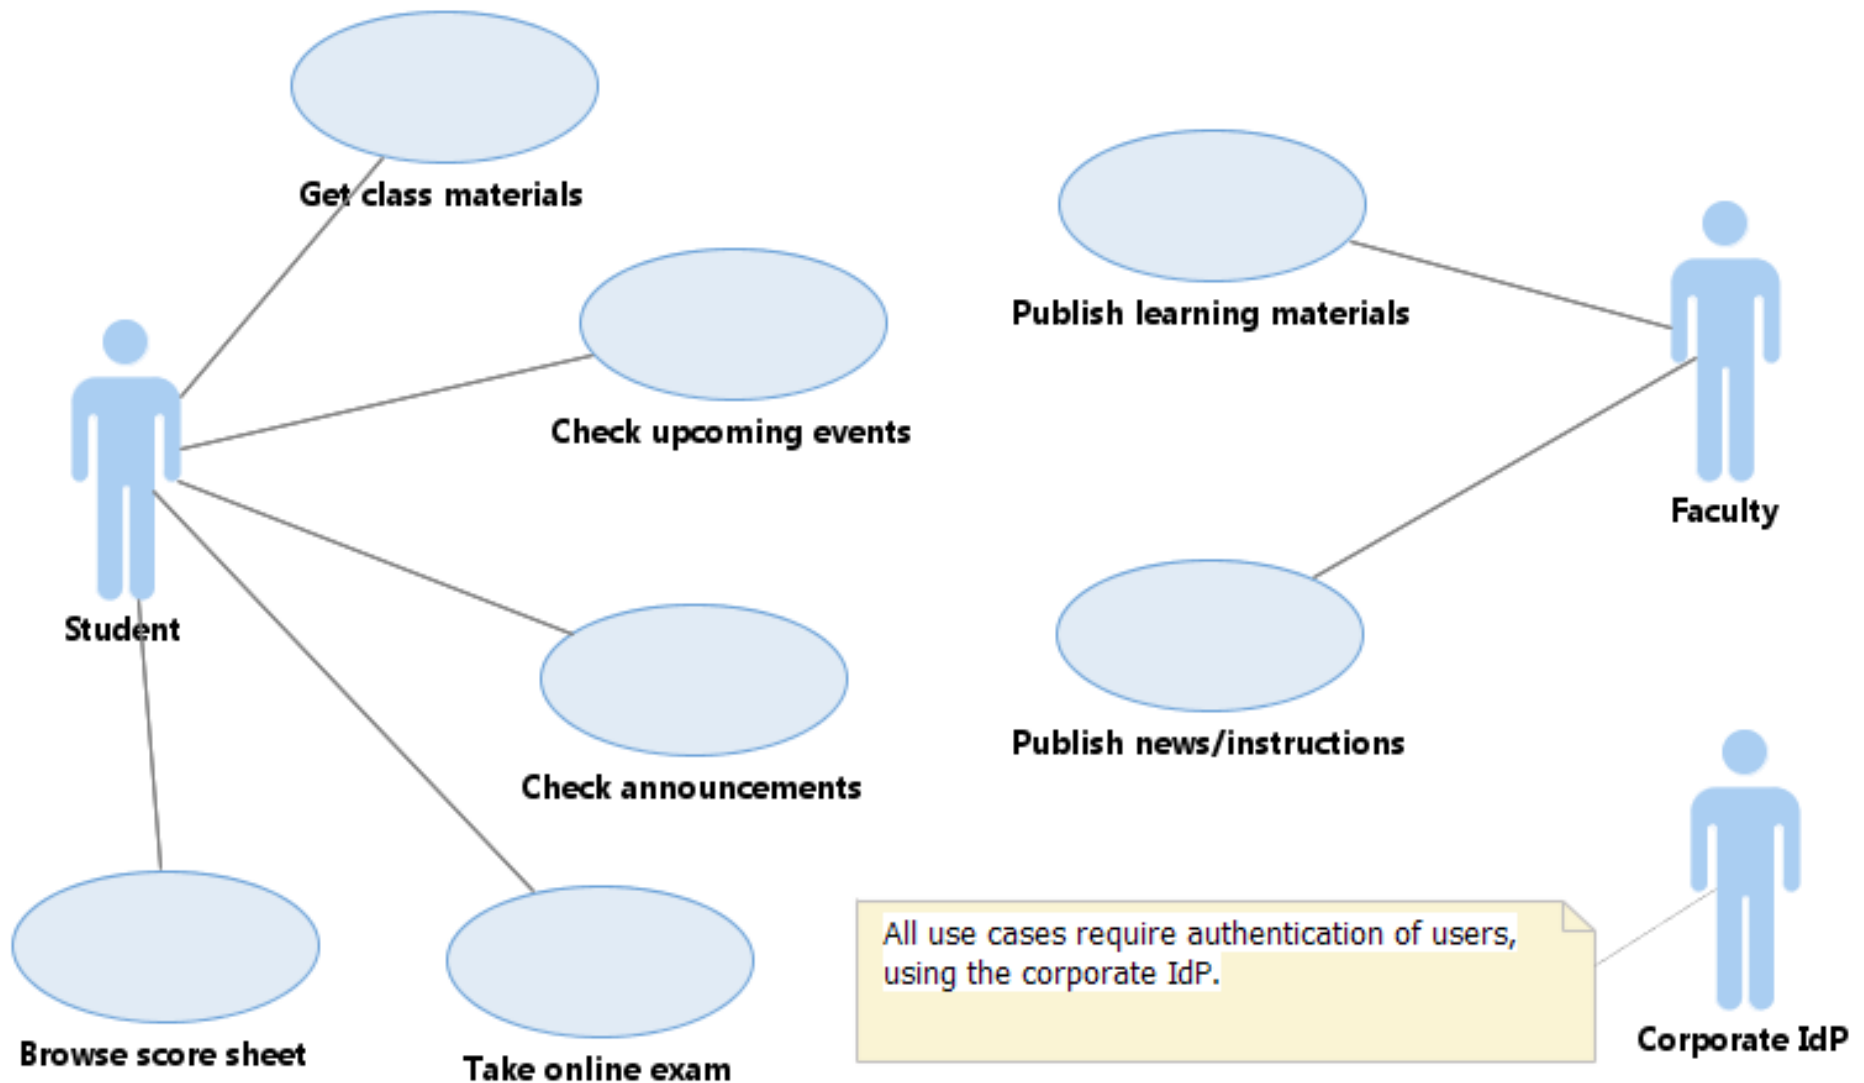 Get class materials
Publish learning materials
Check upcoming events
Faculty
Student
Publish news/instructions
Check announcements
All use cases require authentication of users,
using the corporate IdP.
Corporate IdP
Browse score sheet
Take online exam